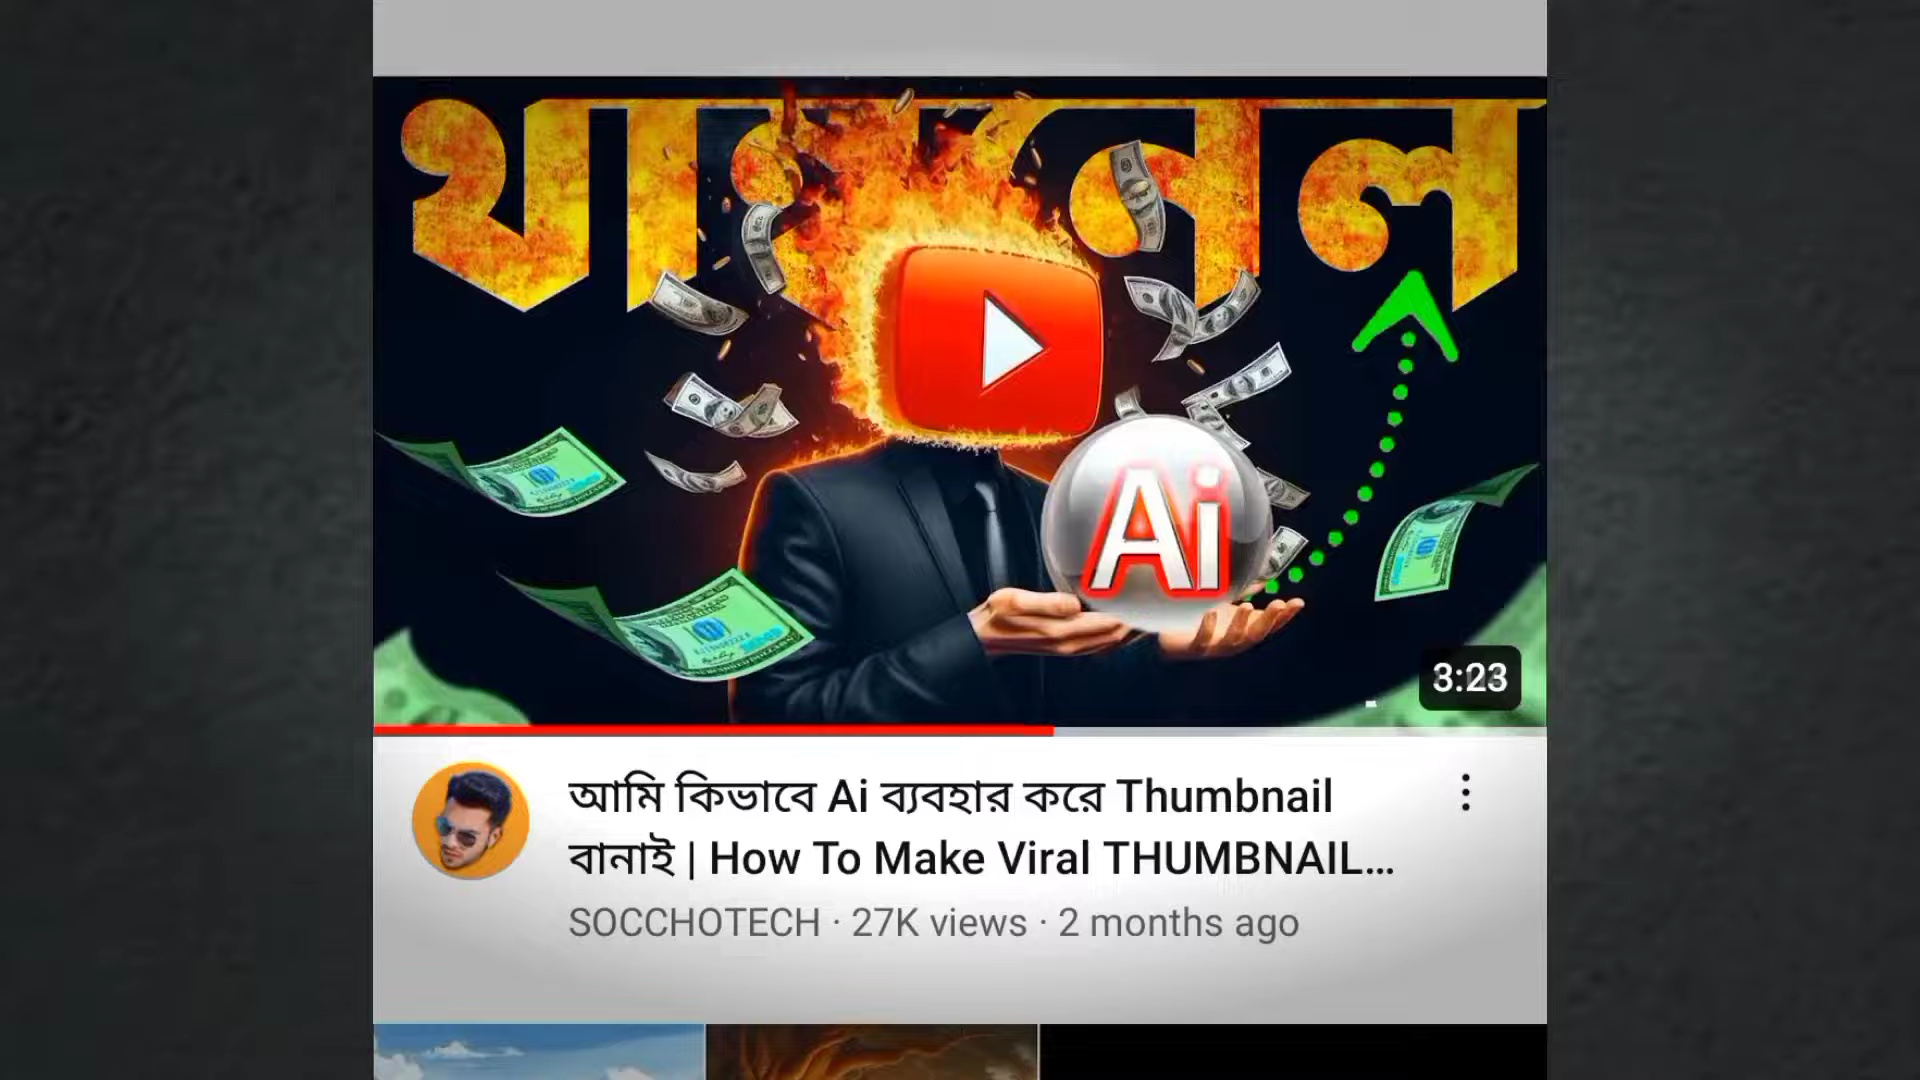 থাম্বনেল
Ai
3:23
আমি কিভাবে Ai ব্যবহার করে Thumbnail
বানাই | How To Make Viral THUMBNAIL...
SOCCHOTECH · 27K views · 2 months ago